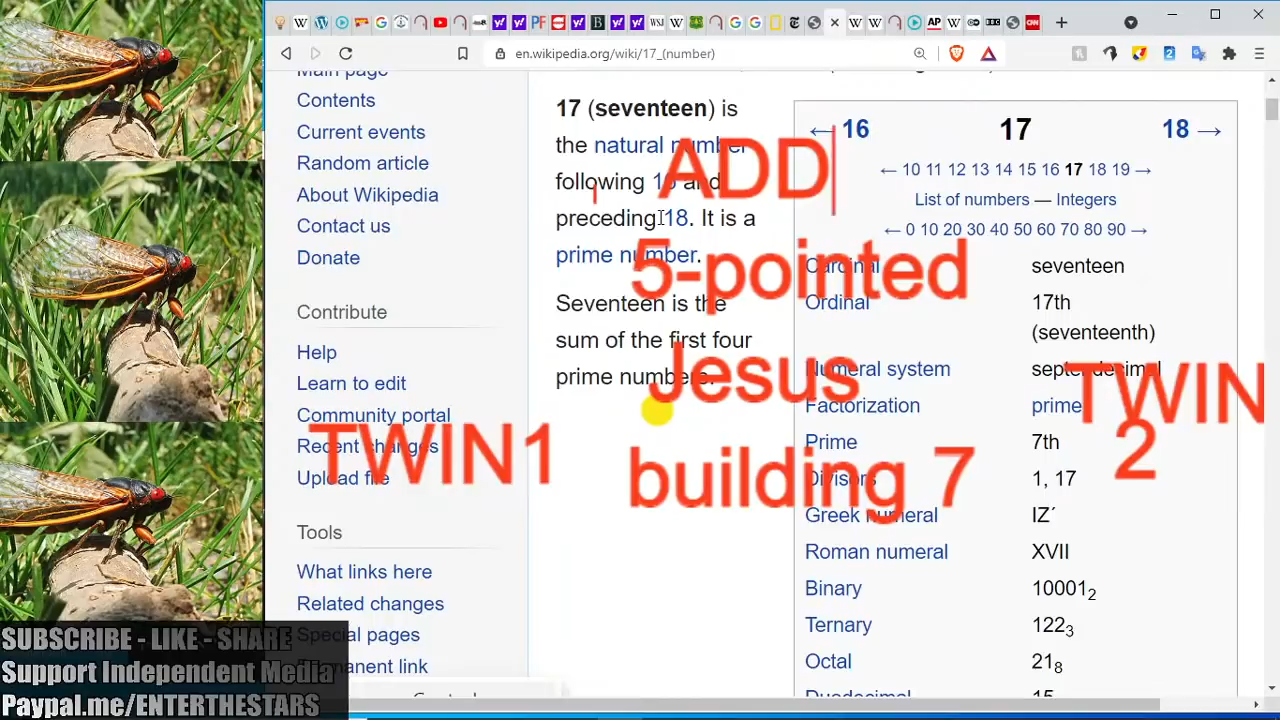 en.wikipedia.org/wiki/17_(number)
Main page
Contents
Current events
Random article
About Wikipedia
Contact us
Donate
Contribute
Help
Learn to edit
Community portal
Recent changes
Upload file
Tools
What links here
Related changes
Special pages
Permanent link
17 (seventeen) is
the natural number
following 16 and
preceding 18. It is a
prime number.
Seventeen is the
sum of the first four
prime numbers.
← 16 17 18 →
← 10 11 12 13 14 15 16 17 18 19 →
List of numbers — Integers
← 0 10 20 30 40 50 60 70 80 90 →
Cardinal seventeen
Ordinal 17th
(seventeenth)
Numeral system septendecimal
Factorization prime
Prime 7th
Divisors 1, 17
Greek numeral IZ´
Roman numeral XVII
Binary 10001₂
Ternary 122₃
Octal 21₈
Duodecimal 15
ADD
5-pointed
Jesus
building 7
TWIN1
TWIN
2
SUBSCRIBE - LIKE - SHARE
Support Independent Media
Paypal.me/ENTERTHESTARS